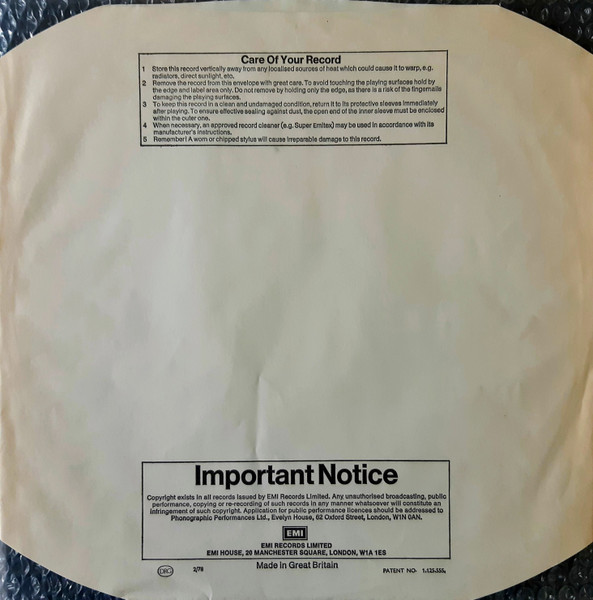 Care Of Your Record
1 Store this record vertically away from any localised sources of heat which could cause it to warp, e.g.
radiators, direct sunlight, etc.
2 Remove the record from this envelope with great care. To avoid touching the playing surfaces hold by
the edge and label area only. Do not remove by holding only the edge, as there is a risk of the fingernails
damaging the playing surfaces.
3 To keep this record in a clean and undamaged condition, return it to its protective sleeves immediately
after playing. To ensure effective sealing against dust, the open end of the inner sleeve must be enclosed
within the outer one.
4 When necessary, an approved record cleaner (e.g. Super Emitex) may be used in accordance with its
manufacturer's instructions.
5 Remember! A worn or chipped stylus will cause irreparable damage to this record.
Important Notice
Copyright exists in all records issued by EMI Records Limited. Any unauthorised broadcasting, public
performance, copying or re-recording of such records in any manner whatsoever will constitute an
infringement of such copyright. Application for public performance licences should be addressed to
Phonographic Performances Ltd., Evelyn House, 62 Oxford Street, London, W1N 0AN.
EMI
EMI RECORDS LIMITED
EMI HOUSE, 20 MANCHESTER SQUARE, LONDON, W1A 1ES
DRG 2/78 Made in Great Britain PATENT NO. 1,125,555,